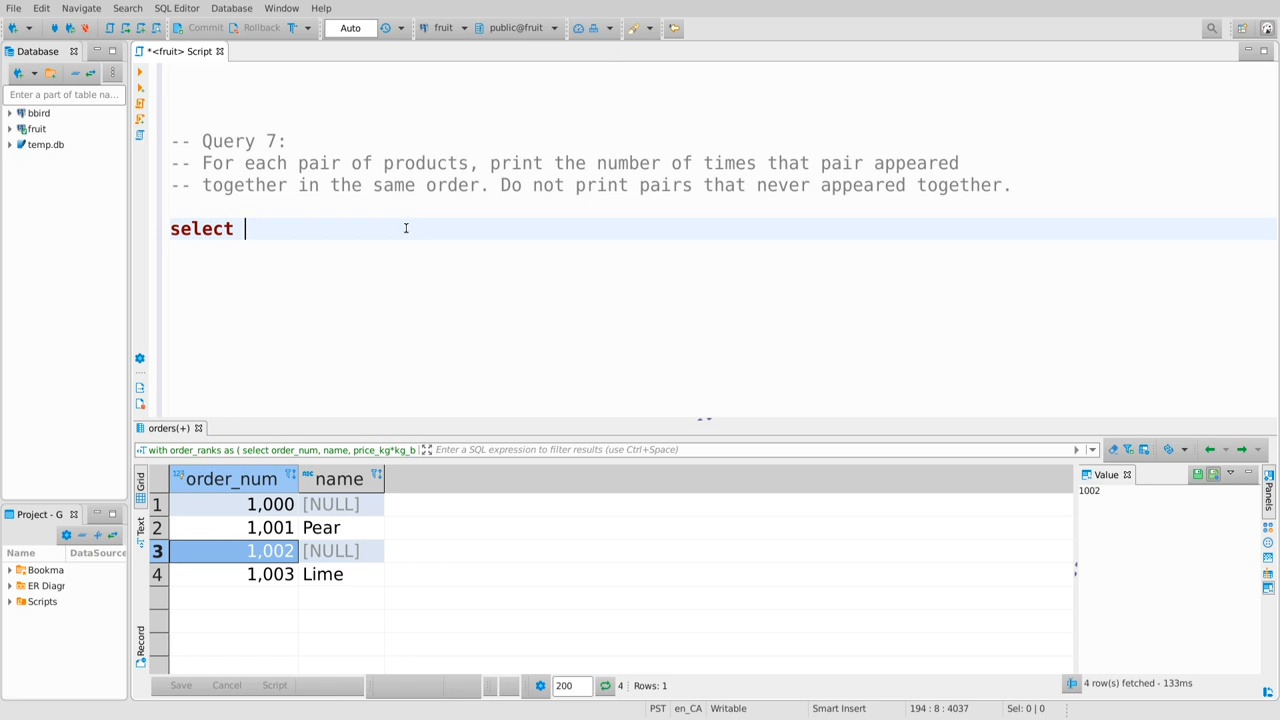 File Edit Navigate Search SQL Editor Database Window Help
Commit Rollback Auto fruit public@fruit
Database *<fruit> Script
Enter a part of table na...
bbird
fruit
temp.db
-- Query 7:
-- For each pair of products, print the number of times that pair appeared
-- together in the same order. Do not print pairs that never appeared together.
select
Project - G
Name DataSource
Bookma
ER Diagr
Scripts
orders(+)
with order_ranks as ( select order_num, name, price_kg*kg_b Enter a SQL expression to filter results (use Ctrl+Space)
Grid
Text
Record
123 order_num ABC name
1 1,000 [NULL]
2 1,001 Pear
3 1,002 [NULL]
4 1,003 Lime
Value
1002
Panels
Save Cancel Script 200 4 Rows: 1 4 row(s) fetched - 133ms
PST en_CA Writable Smart Insert 194 : 8 : 4037 Sel: 0 | 0